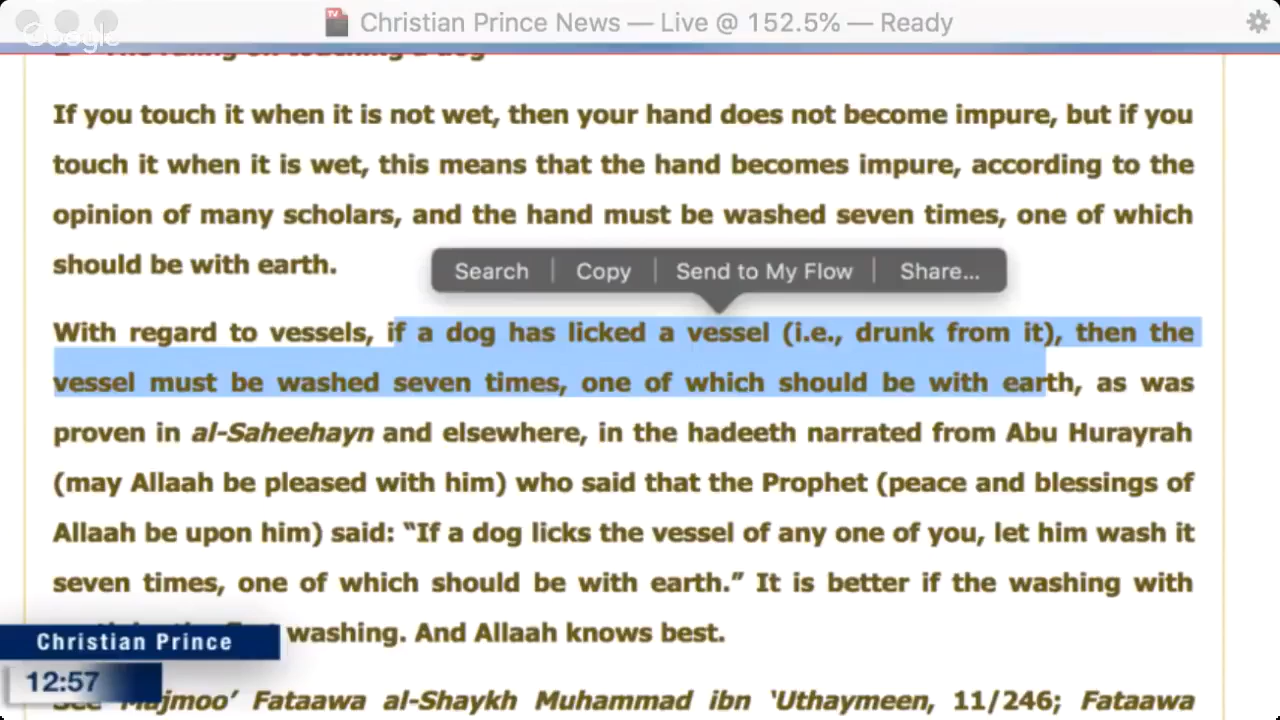 Christian Prince News — Live @ 152.5% — Ready
Google
The ruling on touching a dog
If you touch it when it is not wet, then your hand does not become impure, but if you
touch it when it is wet, this means that the hand becomes impure, according to the
opinion of many scholars, and the hand must be washed seven times, one of which
should be with earth.
Search Copy Send to My Flow Share...
With regard to vessels, if a dog has licked a vessel (i.e., drunk from it), then the
vessel must be washed seven times, one of which should be with earth, as was
proven in al-Saheehayn and elsewhere, in the hadeeth narrated from Abu Hurayrah
(may Allaah be pleased with him) who said that the Prophet (peace and blessings of
Allaah be upon him) said: “If a dog licks the vessel of any one of you, let him wash it
seven times, one of which should be with earth.” It is better if the washing with
washing. And Allaah knows best.
Christian Prince
12:57
See Majmoo’ Fataawa al-Shaykh Muhammad ibn ‘Uthaymeen, 11/246; Fataawa